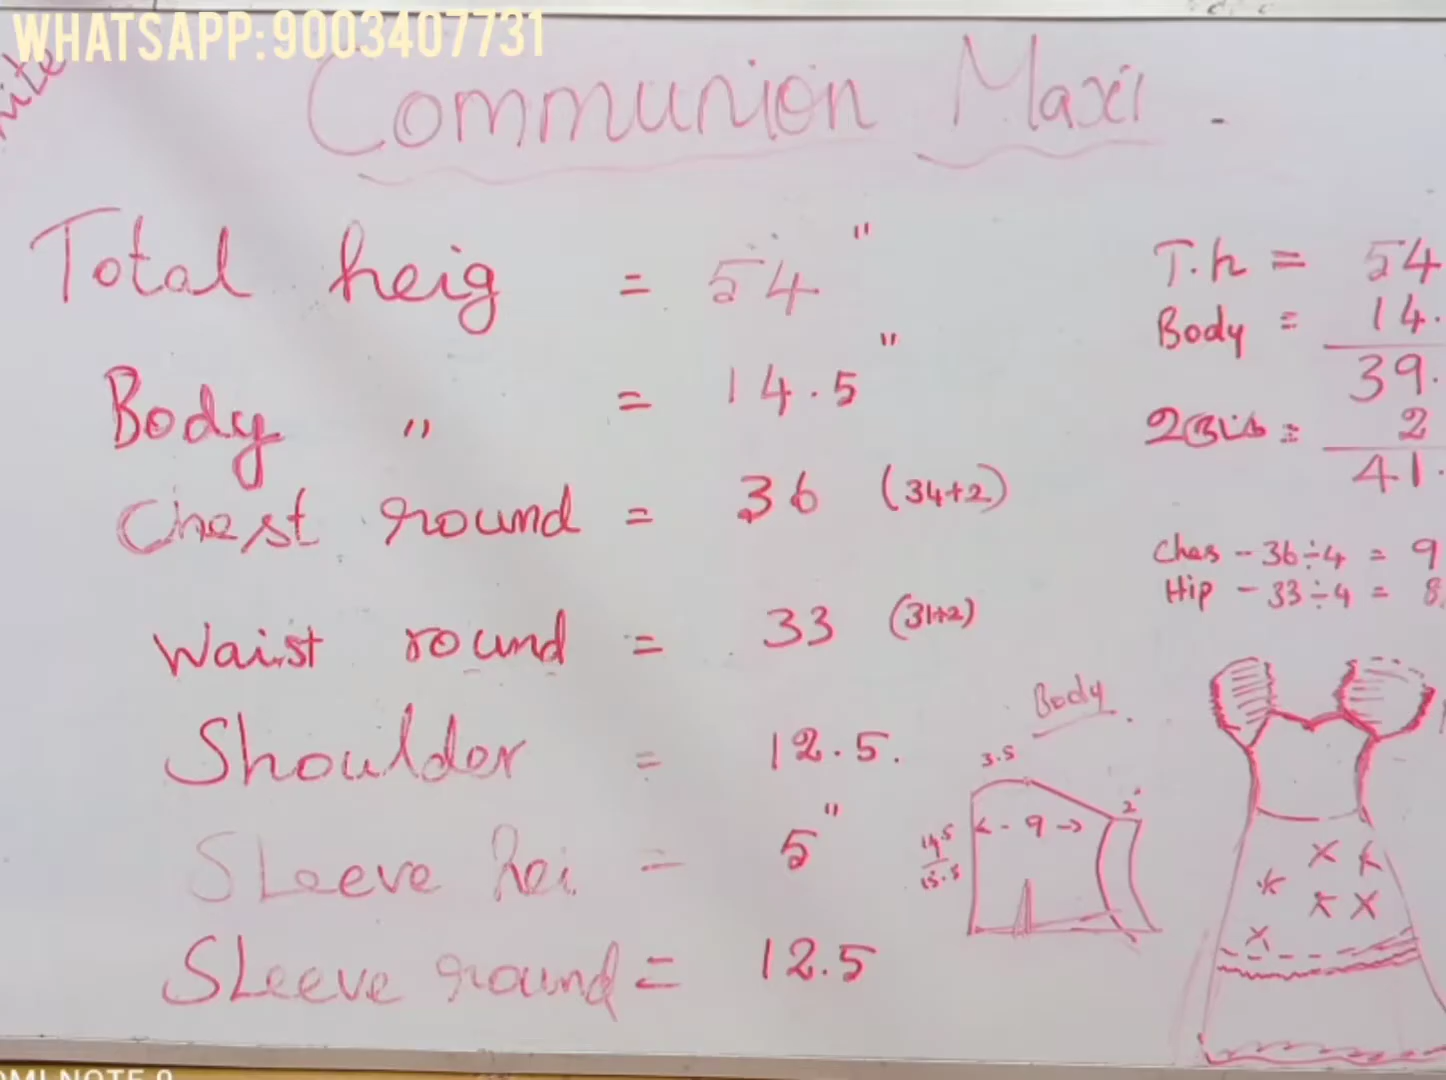 WHATSAPP:9003407731
Communion Maxi
Total heig = 54"
Body " = 14.5"
Chest round = 36 (34+2)
Waist round = 33 (31+2)
Shoulder = 12.5.
Sleeve hei = 5"
Sleeve round = 12.5
T.h = 54
Body = 14.
39.
= 2
41.
Ches - 36÷4 = 9
Hip - 33÷4 = 8.
Body
3.5
2"
<- 9 ->
14.5
15.5